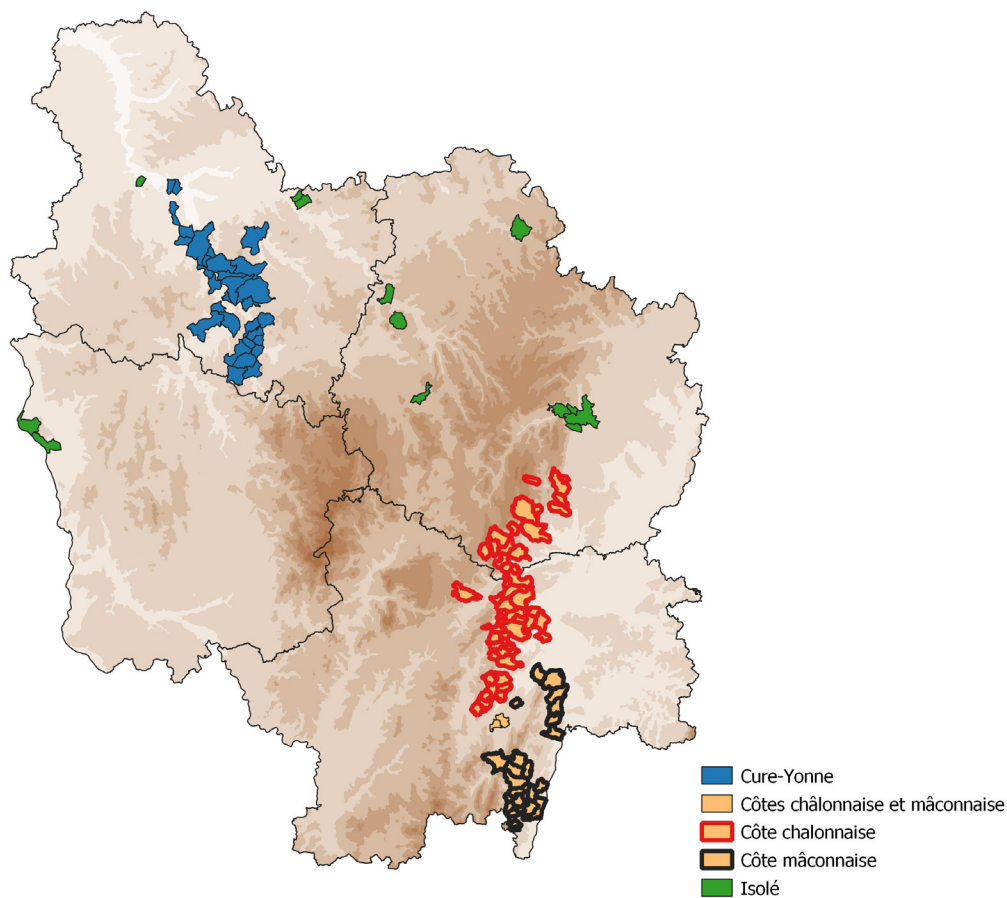 Cure-Yonne
Côtes châlonnaise et mâconnaise
Côte chalonnaise
Côte mâconnaise
Isolé